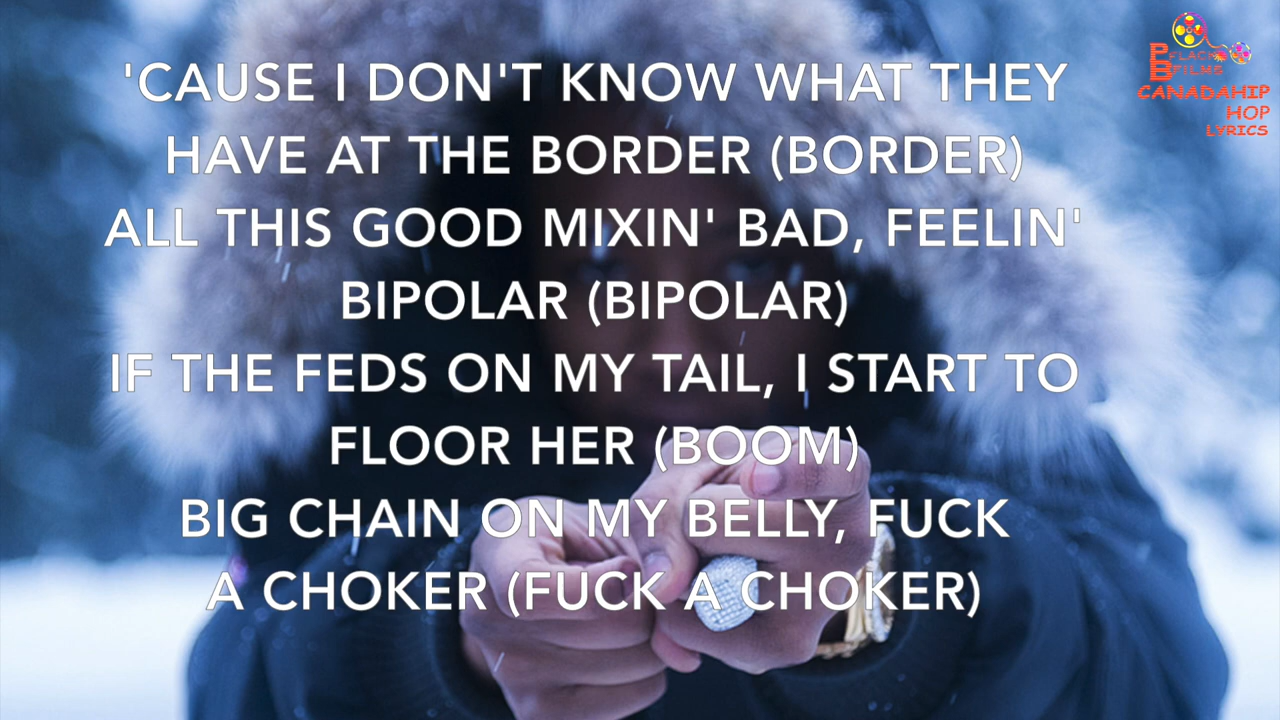 'CAUSE I DON'T KNOW WHAT THEY
HAVE AT THE BORDER (BORDER)
ALL THIS GOOD MIXIN' BAD, FEELIN'
BIPOLAR (BIPOLAR)
IF THE FEDS ON MY TAIL, I START TO
FLOOR HER (BOOM)
BIG CHAIN ON MY BELLY, FUCK
A CHOKER (FUCK A CHOKER)
CANADAHIP
HOP
LYRICS